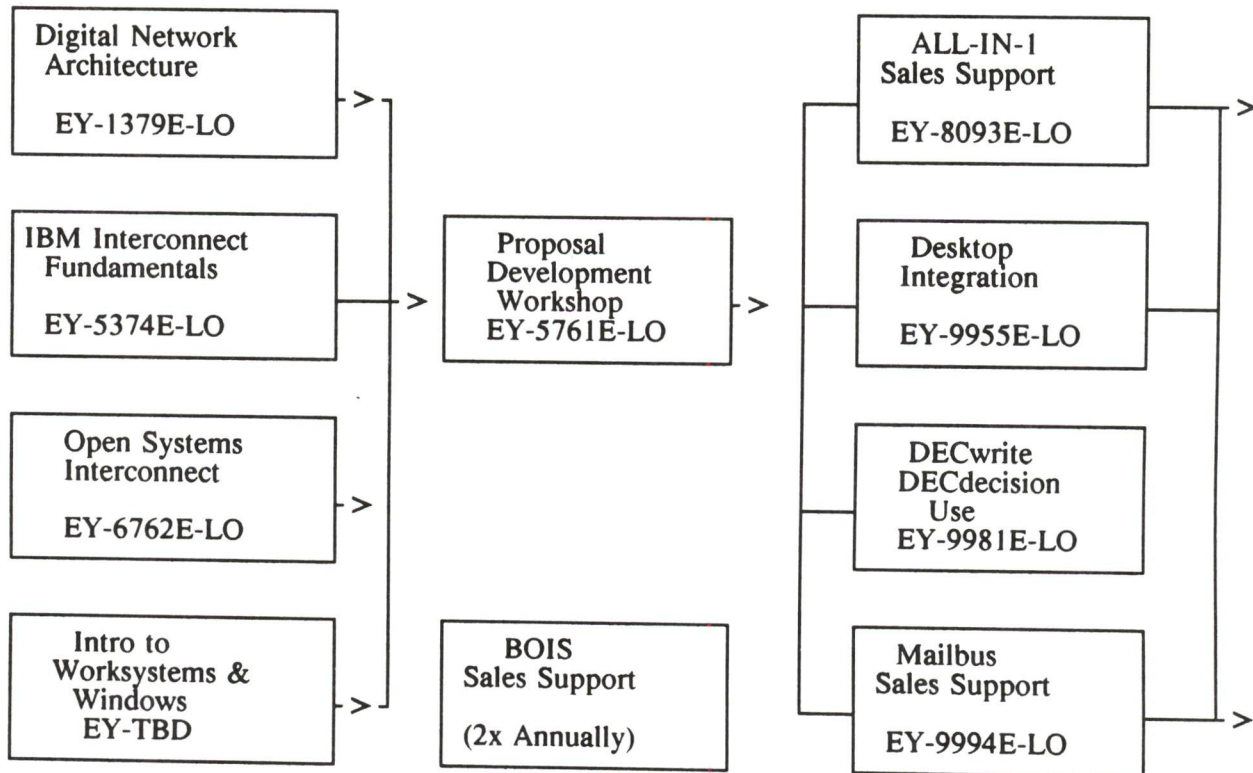 Digital Network
Architecture
EY-1379E-LO
IBM Interconnect
Fundamentals
EY-5374E-LO
Open Systems
Interconnect
EY-6762E-LO
Intro to
Worksystems &
Windows
EY-TBD
Proposal
Development
Workshop
EY-5761E-LO
BOIS
Sales Support
(2x Annually)
ALL-IN-1
Sales Support
EY-8093E-LO
Desktop
Integration
EY-9955E-LO
DECwrite
DECdecision
Use
EY-9981E-LO
Mailbus
Sales Support
EY-9994E-LO